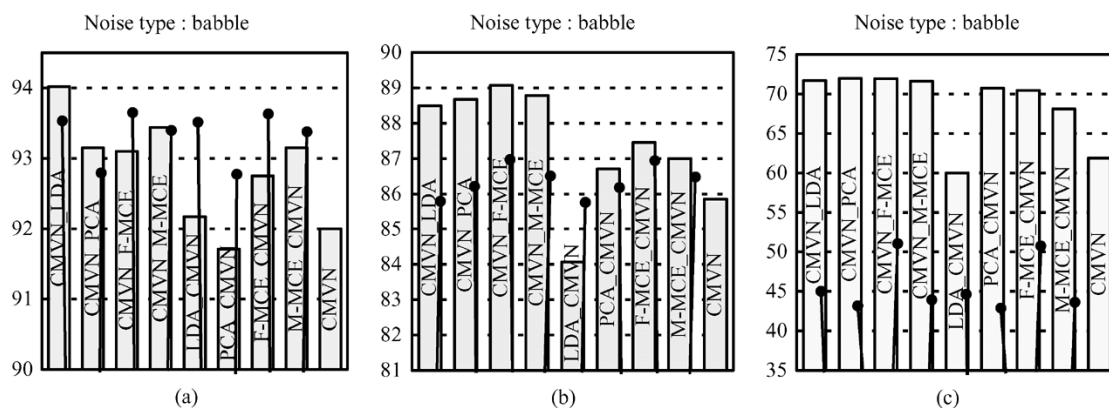 Noise type : babble
94
93
92
91
90
CMVN_LDA
CMVN_PCA
CMVN_F-MCE
CMVN_M-MCE
LDA_CMVN
PCA_CMVN
F-MCE_CMVN
M-MCE_CMVN
CMVN
(a)
Noise type : babble
90
89
88
87
86
85
84
83
82
81
CMVN_LDA
CMVN_PCA
CMVN_F-MCE
CMVN_M-MCE
LDA_CMVN
PCA_CMVN
F-MCE_CMVN
M-MCE_CMVN
CMVN
(b)
Noise type : babble
75
70
65
60
55
50
45
40
35
CMVN_LDA
CMVN_PCA
CMVN_F-MCE
CMVN_M-MCE
LDA_CMVN
PCA_CMVN
F-MCE_CMVN
M-MCE_CMVN
CMVN
(c)